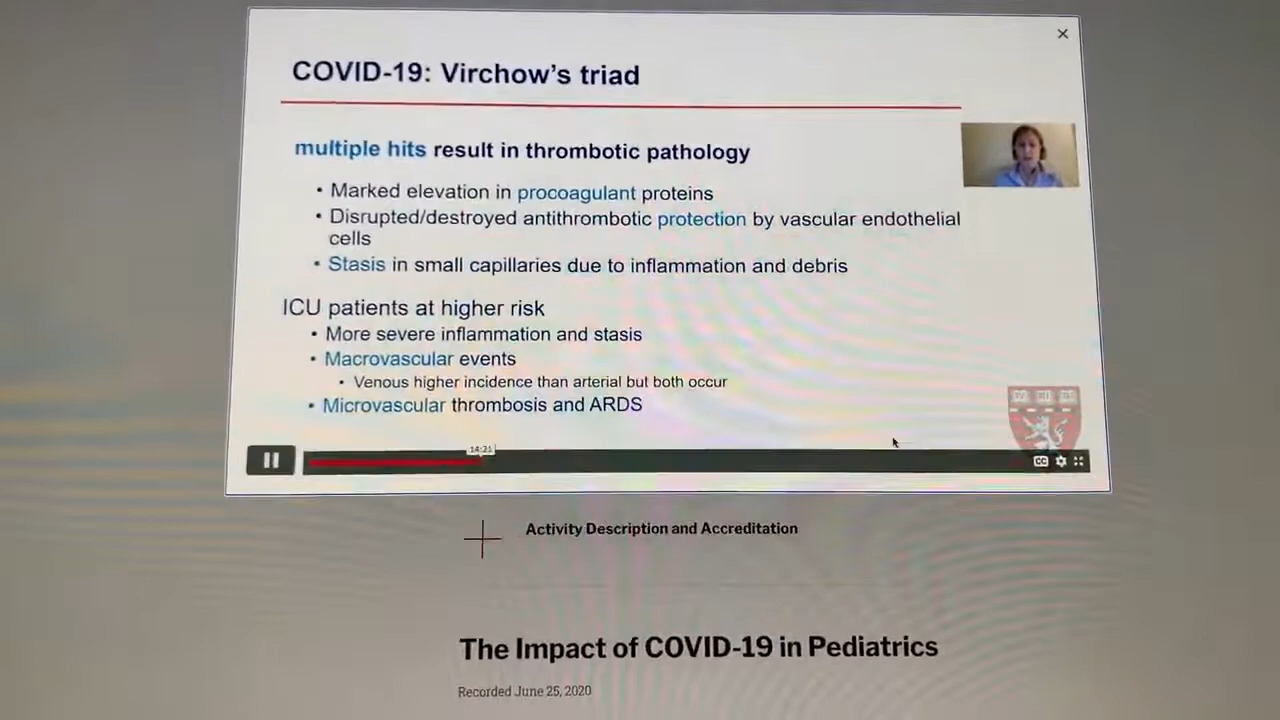 COVID-19: Virchow's triad
multiple hits result in thrombotic pathology
• Marked elevation in procoagulant proteins
• Disrupted/destroyed antithrombotic protection by vascular endothelial
cells
• Stasis in small capillaries due to inflammation and debris
ICU patients at higher risk
• More severe inflammation and stasis
• Macrovascular events
• Venous higher incidence than arterial but both occur
• Microvascular thrombosis and ARDS
14:21
CC
Activity Description and Accreditation
The Impact of COVID-19 in Pediatrics
Recorded June 25, 2020